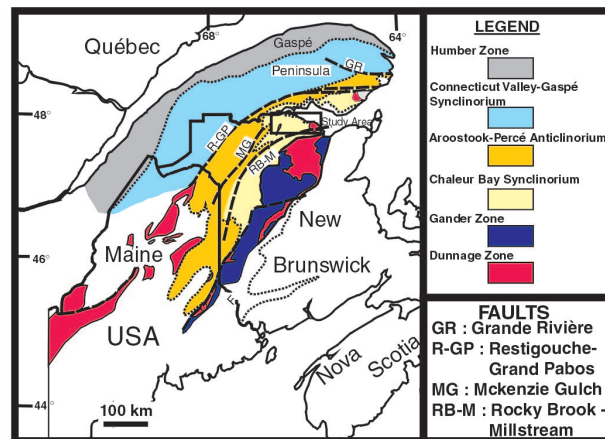 68°
64°
Québec
Gaspé
Peninsula
GR
48
R-GP
MG
RB-M
Study Area
Maine
New
Brunswick
46
USA
F
Nova
Scotia
44
100 km
LEGEND
Humber Zone
Connecticut Valley-Gaspé
Synclinorium
Aroostook-Percé Anticlinorium
Chaleur Bay Synclinorium
Gander Zone
Dunnage Zone
FAULTS
GR : Grande Rivière
R-GP : Restigouche-
Grand Pabos
MG : Mckenzie Gulch
RB-M : Rocky Brook -
Millstream